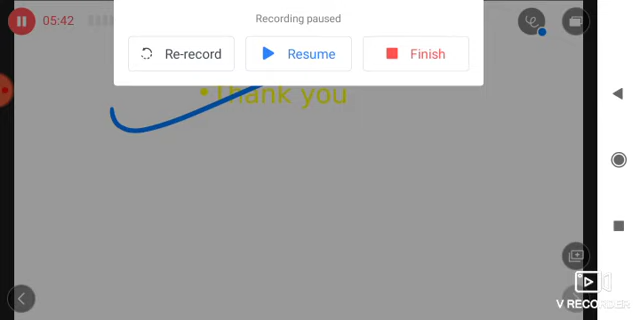 Recording paused
05:42
Re-record
Resume
Finish
• Thank you
V RECORDER